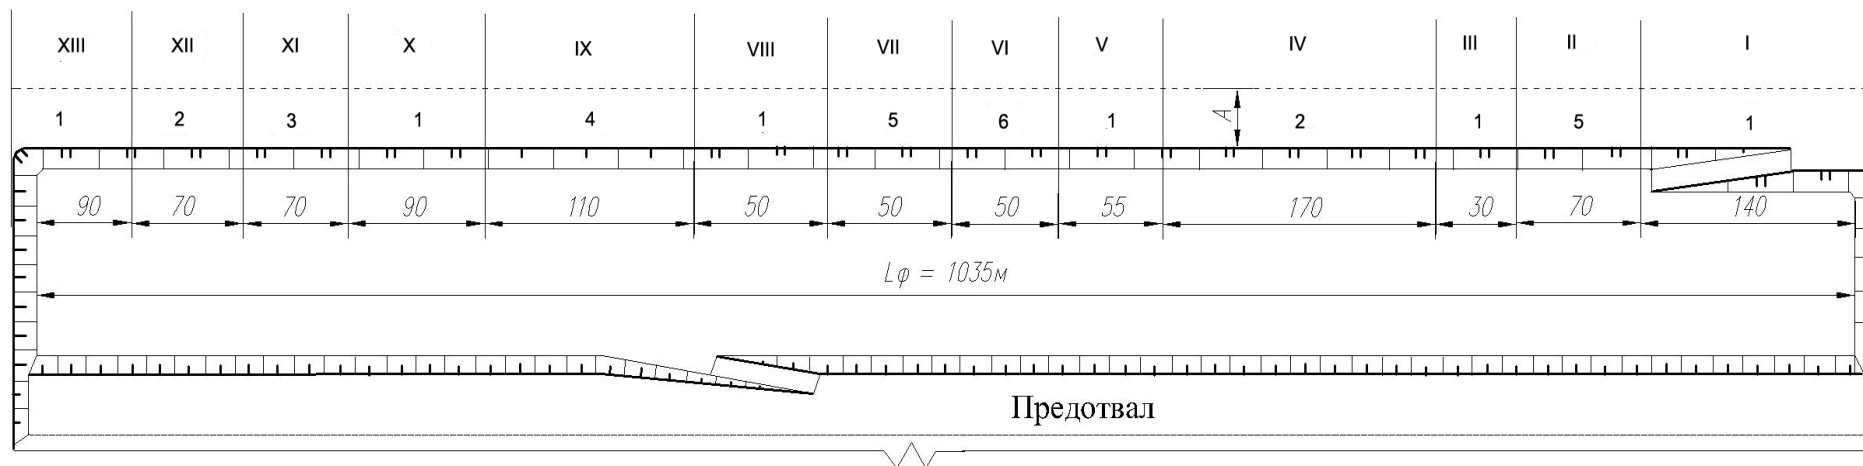 XIII XII XI X IX VIII VII VI V IV III II I
1 2 3 1 4 1 5 6 1 A 2 1 5 1
90 70 70 90 110 50 50 50 55 170 30 70 140
Lф = 1035м
Предотвал